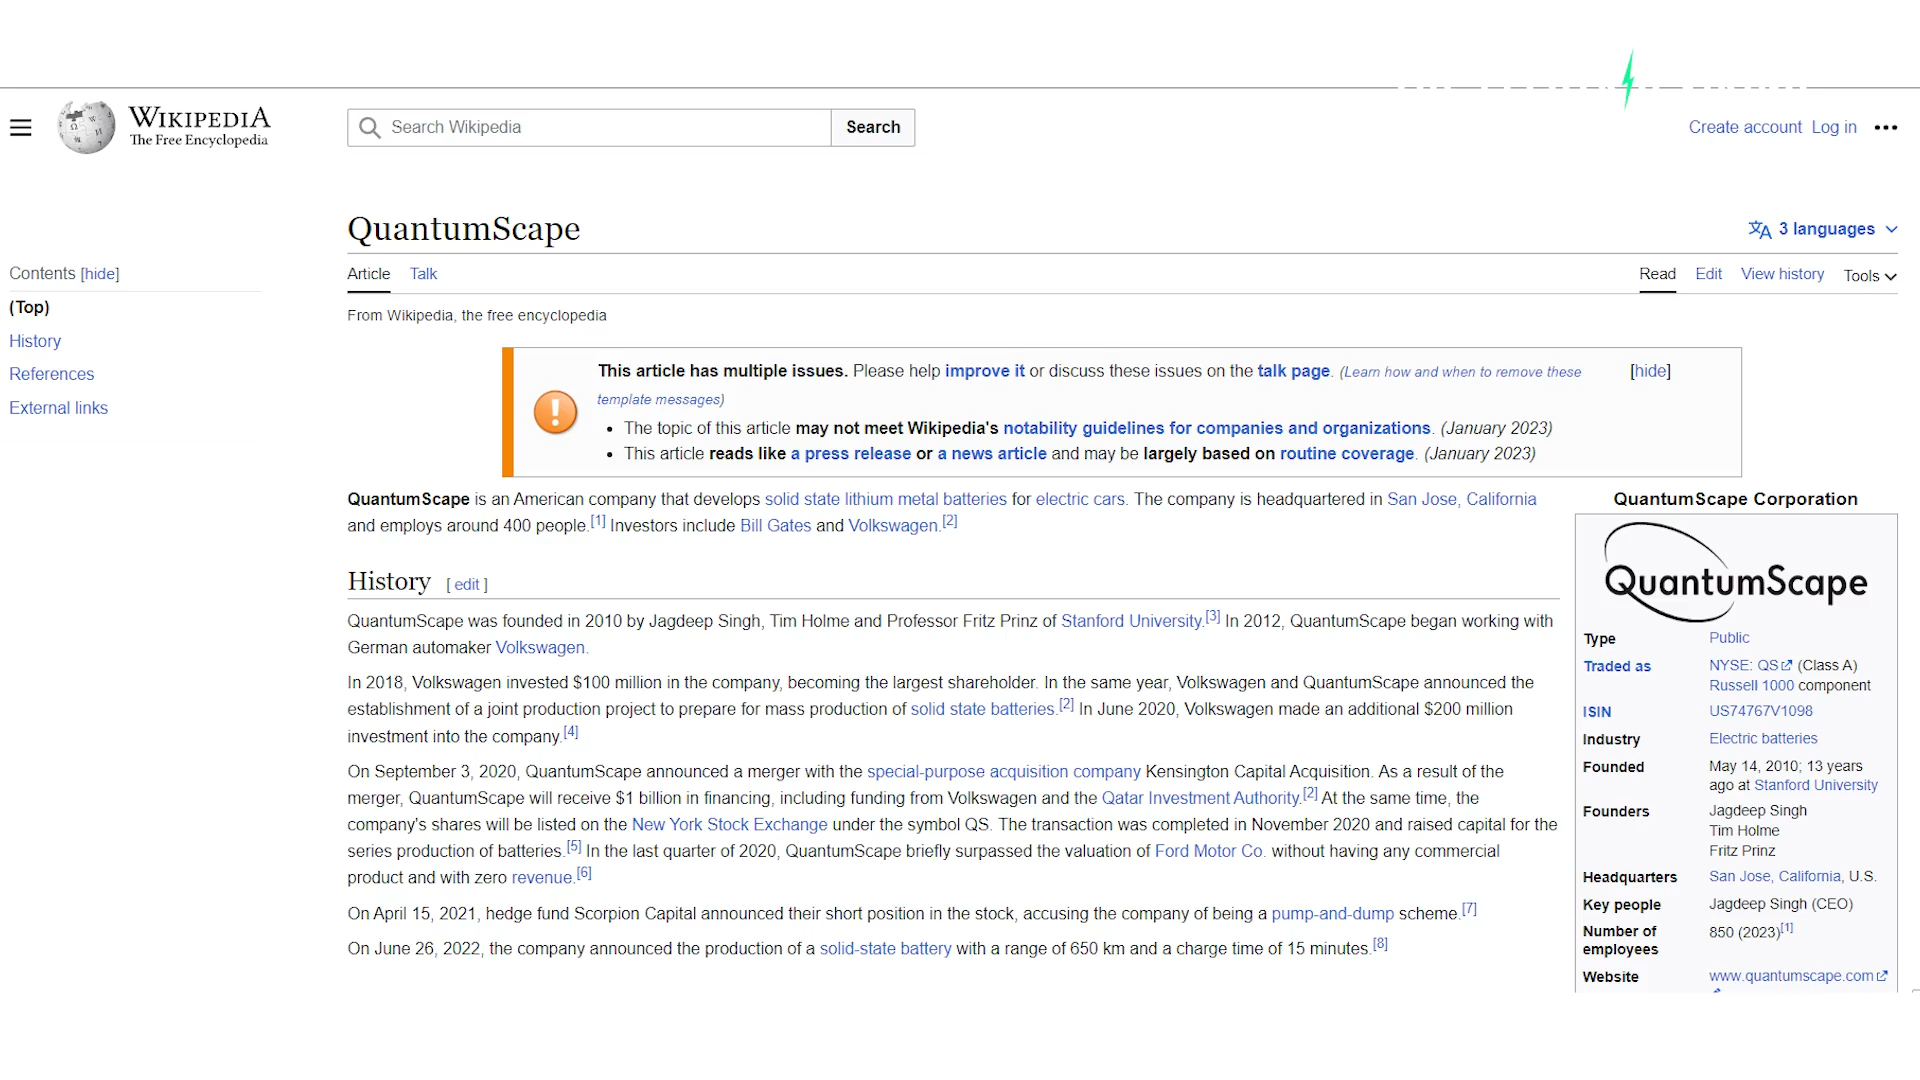 WIKIPEDIA
The Free Encyclopedia
Search Wikipedia
Search
Create account Log in
QuantumScape
3 languages
Contents [hide]
(Top)
History
References
External links
Article Talk
Read Edit View history Tools
From Wikipedia, the free encyclopedia
This article has multiple issues. Please help improve it or discuss these issues on the talk page. (Learn how and when to remove these
template messages)
[hide]
• The topic of this article may not meet Wikipedia's notability guidelines for companies and organizations. (January 2023)
• This article reads like a press release or a news article and may be largely based on routine coverage. (January 2023)
QuantumScape is an American company that develops solid state lithium metal batteries for electric cars. The company is headquartered in San Jose, California
and employs around 400 people.[1] Investors include Bill Gates and Volkswagen.[2]
History [ edit ]
QuantumScape was founded in 2010 by Jagdeep Singh, Tim Holme and Professor Fritz Prinz of Stanford University.[3] In 2012, QuantumScape began working with
German automaker Volkswagen.
In 2018, Volkswagen invested $100 million in the company, becoming the largest shareholder. In the same year, Volkswagen and QuantumScape announced the
establishment of a joint production project to prepare for mass production of solid state batteries.[2] In June 2020, Volkswagen made an additional $200 million
investment into the company.[4]
On September 3, 2020, QuantumScape announced a merger with the special-purpose acquisition company Kensington Capital Acquisition. As a result of the
merger, QuantumScape will receive $1 billion in financing, including funding from Volkswagen and the Qatar Investment Authority.[2] At the same time, the
company's shares will be listed on the New York Stock Exchange under the symbol QS. The transaction was completed in November 2020 and raised capital for the
series production of batteries.[5] In the last quarter of 2020, QuantumScape briefly surpassed the valuation of Ford Motor Co. without having any commercial
product and with zero revenue.[6]
On April 15, 2021, hedge fund Scorpion Capital announced their short position in the stock, accusing the company of being a pump-and-dump scheme.[7]
On June 26, 2022, the company announced the production of a solid-state battery with a range of 650 km and a charge time of 15 minutes.[8]
QuantumScape Corporation
QuantumScape
Type Public
Traded as NYSE: QS (Class A)
Russell 1000 component
ISIN US74767V1098
Industry Electric batteries
Founded May 14, 2010; 13 years
ago at Stanford University
Founders Jagdeep Singh
Tim Holme
Fritz Prinz
Headquarters San Jose, California, U.S.
Key people Jagdeep Singh (CEO)
Number of employees 850 (2023)[1]
Website www.quantumscape.com